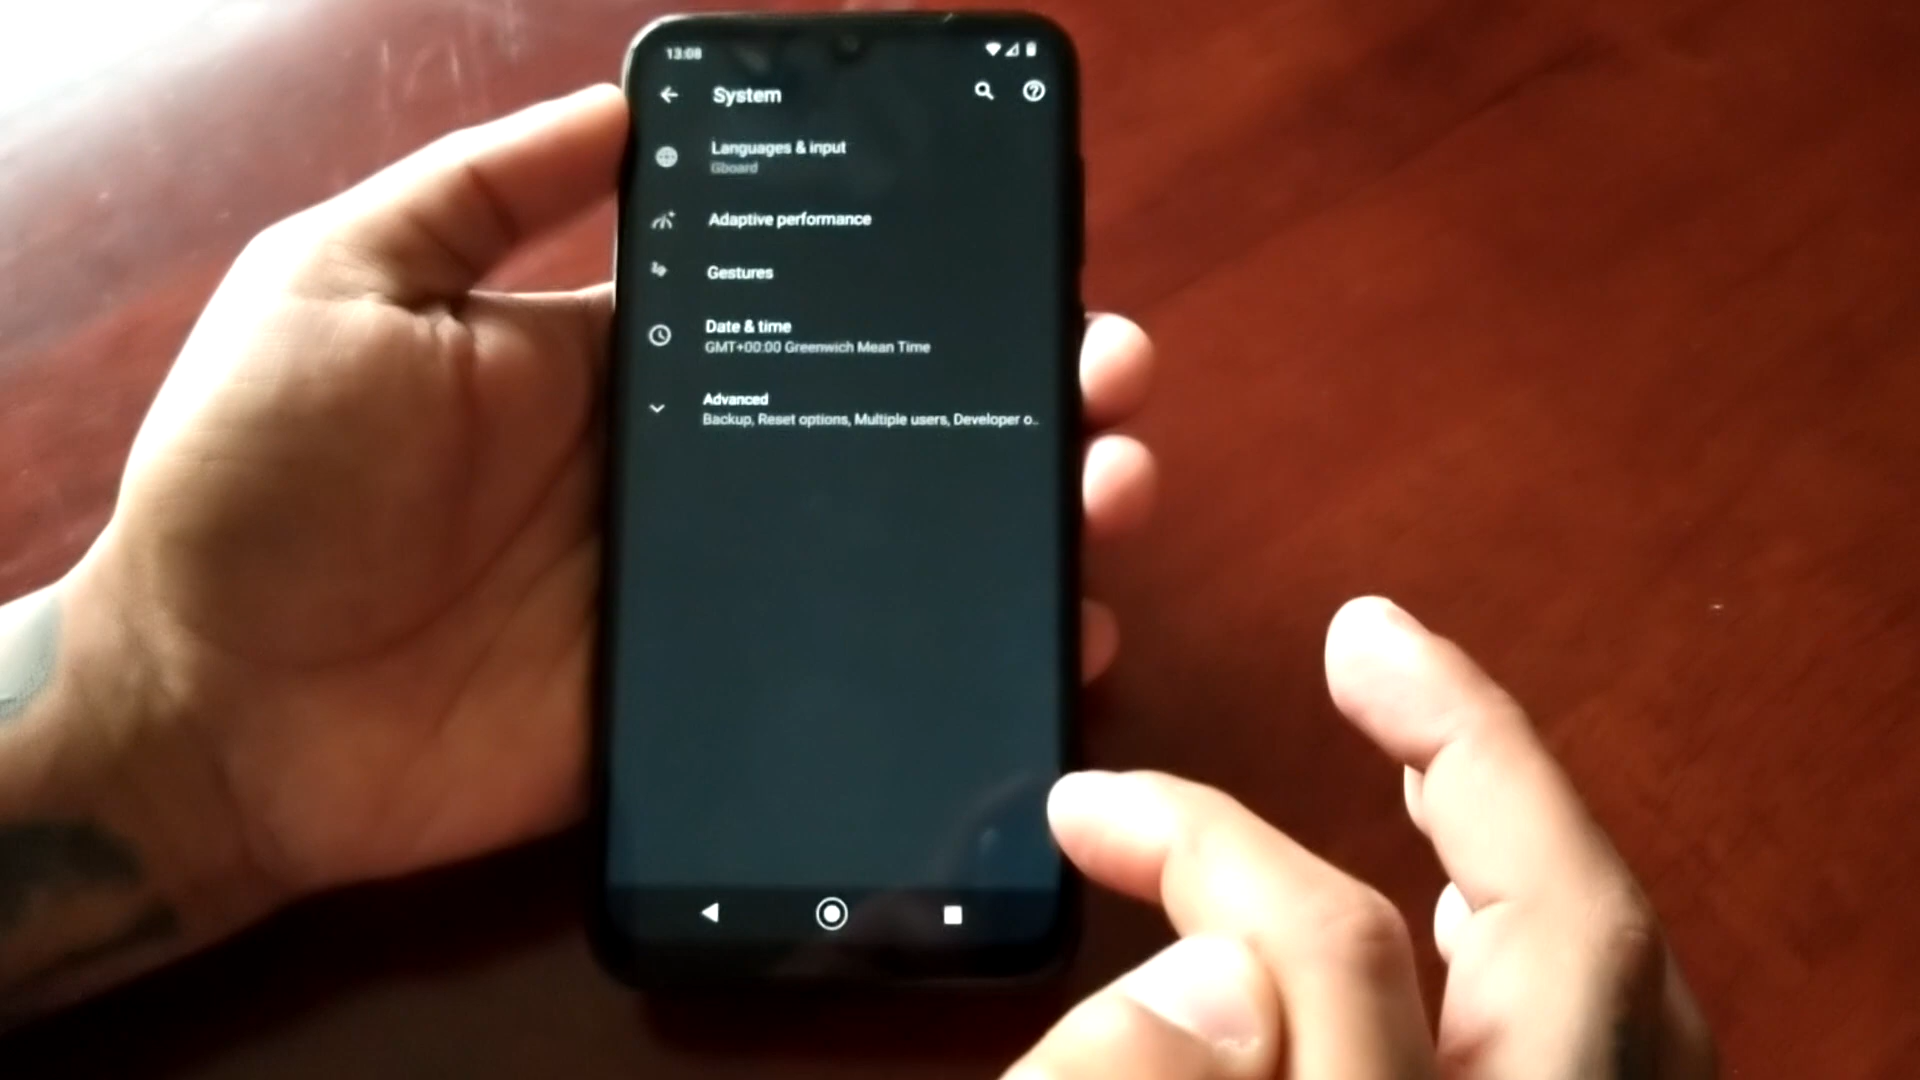 13:08
System
Languages & input
Gboard
Adaptive performance
Gestures
Date & time
GMT+00:00 Greenwich Mean Time
Advanced
Backup, Reset options, Multiple users, Developer o..